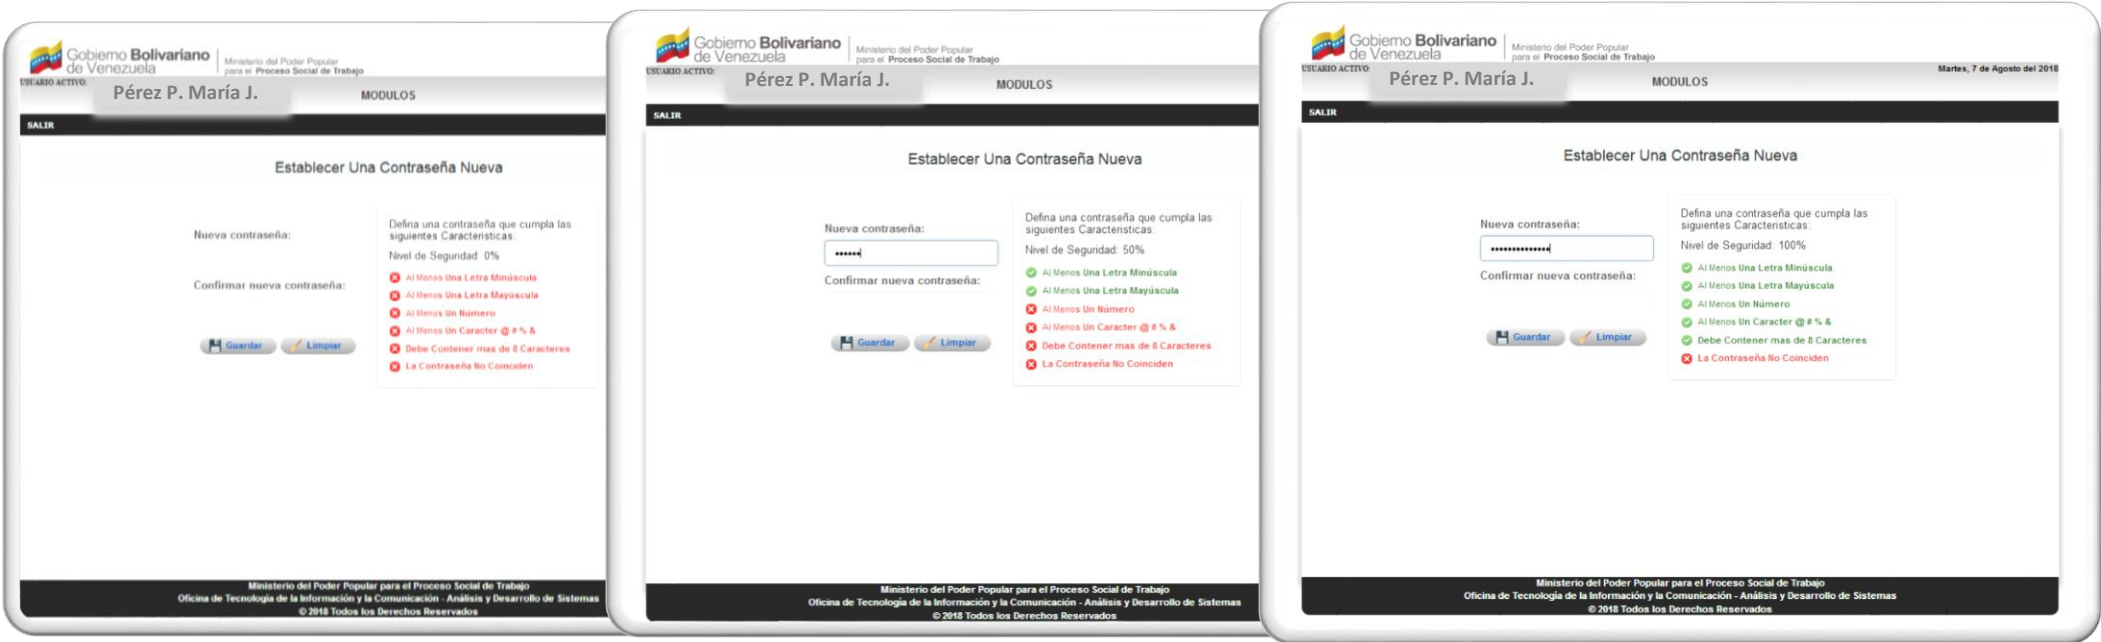 Gobierno Bolivariano
de Venezuela
Ministerio del Poder Popular
para el Proceso Social de Trabajo
USUARIO ACTIVO:
Pérez P. María J.
MODULOS
SALIR
Establecer Una Contraseña Nueva
Nueva contraseña:
Confirmar nueva contraseña:
Guardar
Limpiar
Defina una contraseña que cumpla las
siguientes Caracteristicas:
Nivel de Seguridad 0%
Al Menos Una Letra Minúscula
Al Menos Una Letra Mayúscula
Al Menos Un Número
Al Menos Un Caracter @ # % &
Debe Contener mas de 8 Caracteres
La Contraseña No Coinciden
Ministerio del Poder Popular para el Proceso Social de Trabajo
Oficina de Tecnología de la Información y la Comunicación - Análisis y Desarrollo de Sistemas
© 2018 Todos los Derechos Reservados
Gobierno Bolivariano
de Venezuela
Ministerio del Poder Popular
para el Proceso Social de Trabajo
USUARIO ACTIVO:
Pérez P. María J.
MODULOS
SALIR
Establecer Una Contraseña Nueva
Nueva contraseña:
••••••
Confirmar nueva contraseña:
Guardar
Limpiar
Defina una contraseña que cumpla las
siguientes Caracteristicas:
Nivel de Seguridad: 50%
Al Menos Una Letra Minúscula
Al Menos Una Letra Mayúscula
Al Menos Un Número
Al Menos Un Caracter @ # % &
Debe Contener mas de 8 Caracteres
La Contraseña No Coinciden
Ministerio del Poder Popular para el Proceso Social de Trabajo
Oficina de Tecnología de la Información y la Comunicación - Análisis y Desarrollo de Sistemas
© 2018 Todos los Derechos Reservados
Gobierno Bolivariano
de Venezuela
Ministerio del Poder Popular
para el Proceso Social de Trabajo
USUARIO ACTIVO:
Martes, 7 de Agosto del 2018
Pérez P. María J.
MODULOS
SALIR
Establecer Una Contraseña Nueva
Nueva contraseña:
••••••••••••••
Confirmar nueva contraseña:
Guardar
Limpiar
Defina una contraseña que cumpla las
siguientes Caracteristicas:
Nivel de Seguridad: 100%
Al Menos Una Letra Minúscula
Al Menos Una Letra Mayúscula
Al Menos Un Número
Al Menos Un Caracter @ # % &
Debe Contener mas de 8 Caracteres
La Contraseña No Coinciden
Ministerio del Poder Popular para el Proceso Social de Trabajo
Oficina de Tecnología de la Información y la Comunicación - Análisis y Desarrollo de Sistemas
© 2018 Todos los Derechos Reservados